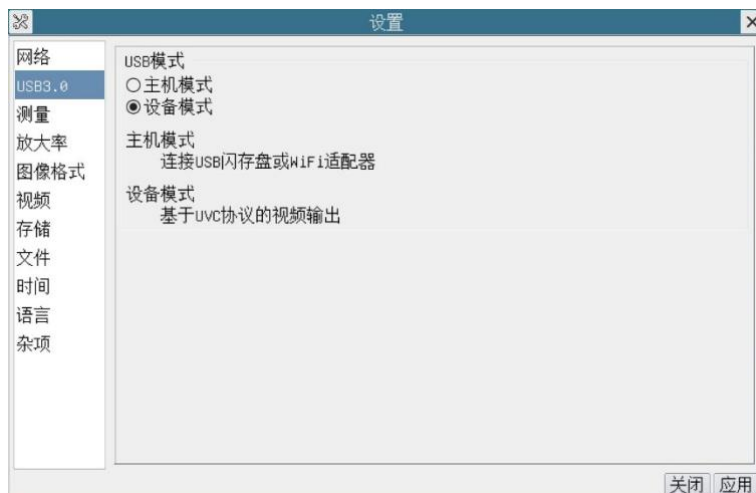 设置
网络
USB3.0
测量
放大率
图像格式
视频
存储
文件
时间
语言
杂项
USB模式
主机模式
设备模式
主机模式
连接USB闪存盘或WiFi适配器
设备模式
基于UVC协议的视频输出
关闭 应用